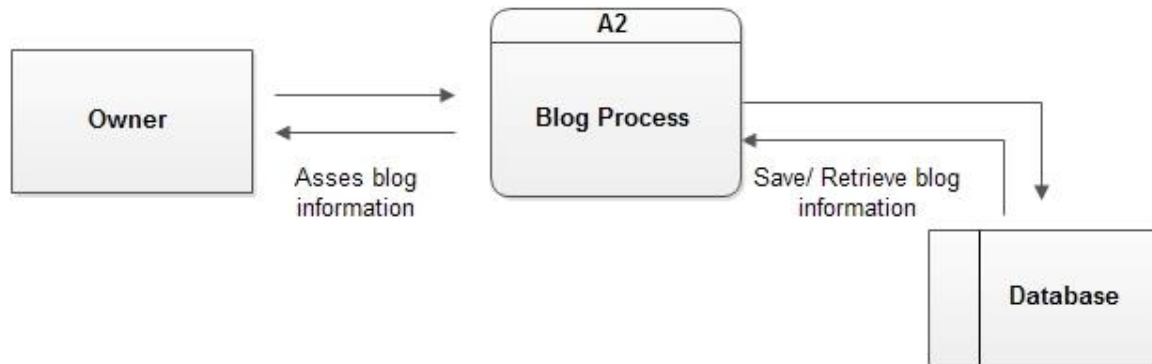 A2
Owner
Blog Process
Asses blog
information
Save/ Retrieve blog
information
Database